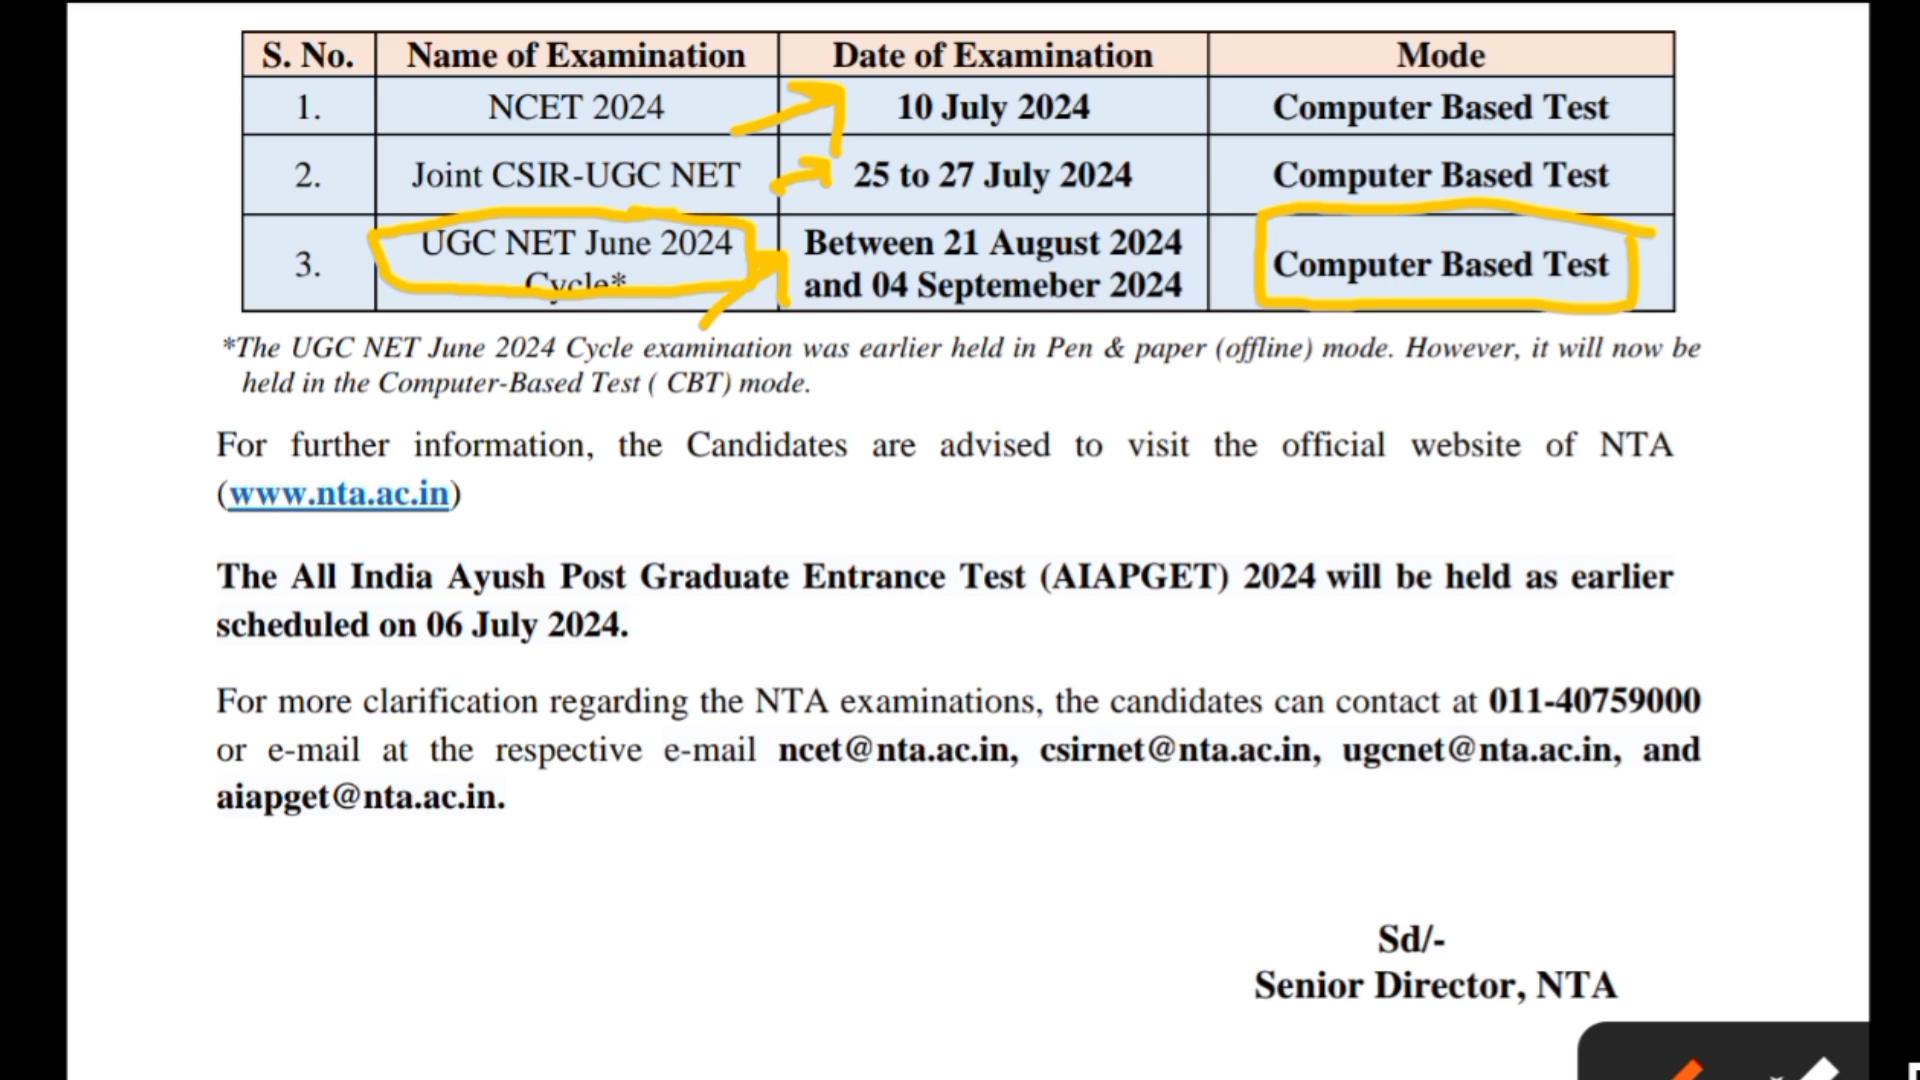 S. No. Name of Examination Date of Examination Mode
1. NCET 2024 10 July 2024 Computer Based Test
2. Joint CSIR-UGC NET 25 to 27 July 2024 Computer Based Test
3. UGC NET June 2024 Cycle* Between 21 August 2024 and 04 Septemeber 2024 Computer Based Test
*The UGC NET June 2024 Cycle examination was earlier held in Pen & paper (offline) mode. However, it will now be
held in the Computer-Based Test ( CBT) mode.
For further information, the Candidates are advised to visit the official website of NTA
(www.nta.ac.in)
The All India Ayush Post Graduate Entrance Test (AIAPGET) 2024 will be held as earlier
scheduled on 06 July 2024.
For more clarification regarding the NTA examinations, the candidates can contact at 011-40759000
or e-mail at the respective e-mail ncet@nta.ac.in, csirnet@nta.ac.in, ugcnet@nta.ac.in, and
aiapget@nta.ac.in.
Sd/-
Senior Director, NTA